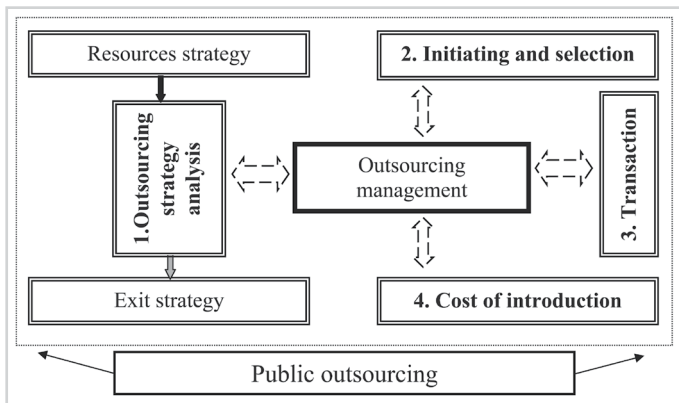 Resources strategy
2. Initiating and selection
1.Outsourcing
strategy
analysis
Outsourcing
management
3. Transaction
Exit strategy
4. Cost of introduction
Public outsourcing